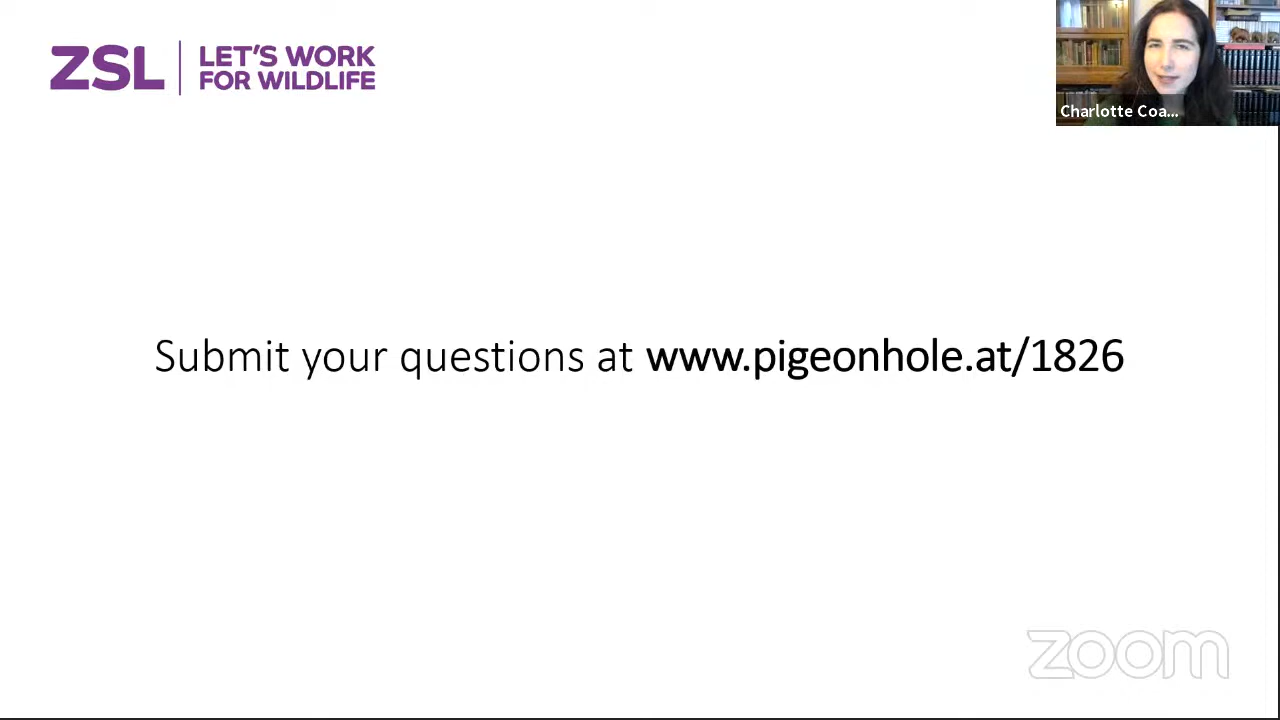 ZSL
LET'S WORK
FOR WILDLIFE
Charlotte Coa...
Submit your questions at www.pigeonhole.at/1826
zoom